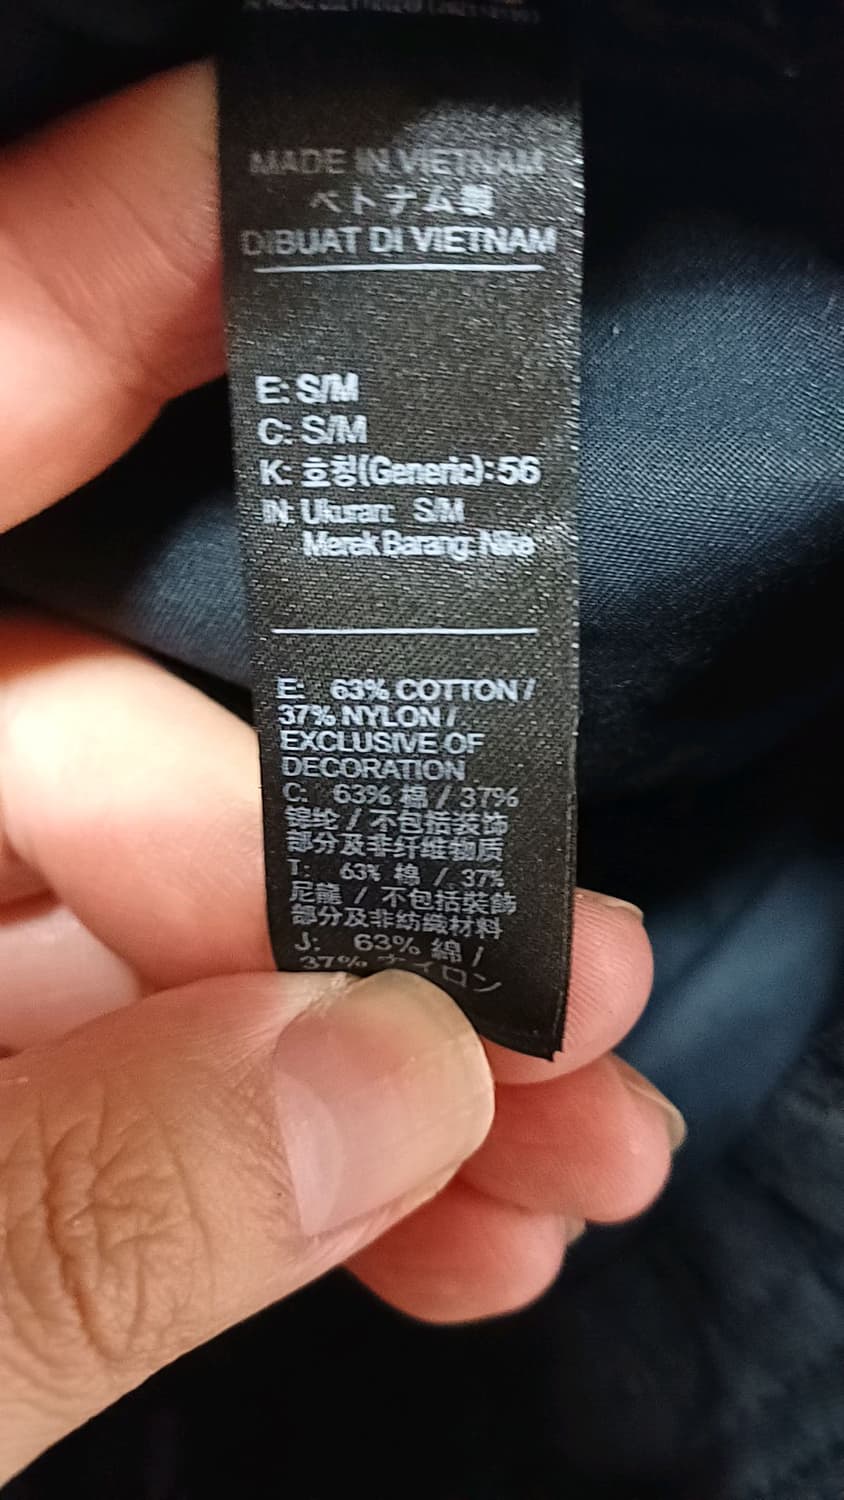 MADE IN VIETNAM
ベトナム製
DIBUAT DI VIETNAM
E: S/M
C: S/M
K: 호칭(Generic): 56
IN: Ukuran: S/M
Merek Barang: Nike
E: 63% COTTON /
37% NYLON /
EXCLUSIVE OF
DECORATION
C: 63% 棉 / 37%
锦纶 / 不包括装饰
部分及非纤维物质
T: 63% 棉 / 37%
尼龍 / 不包括裝飾
部分及非紡織材料
J: 63% 綿 /
37% ナイロン